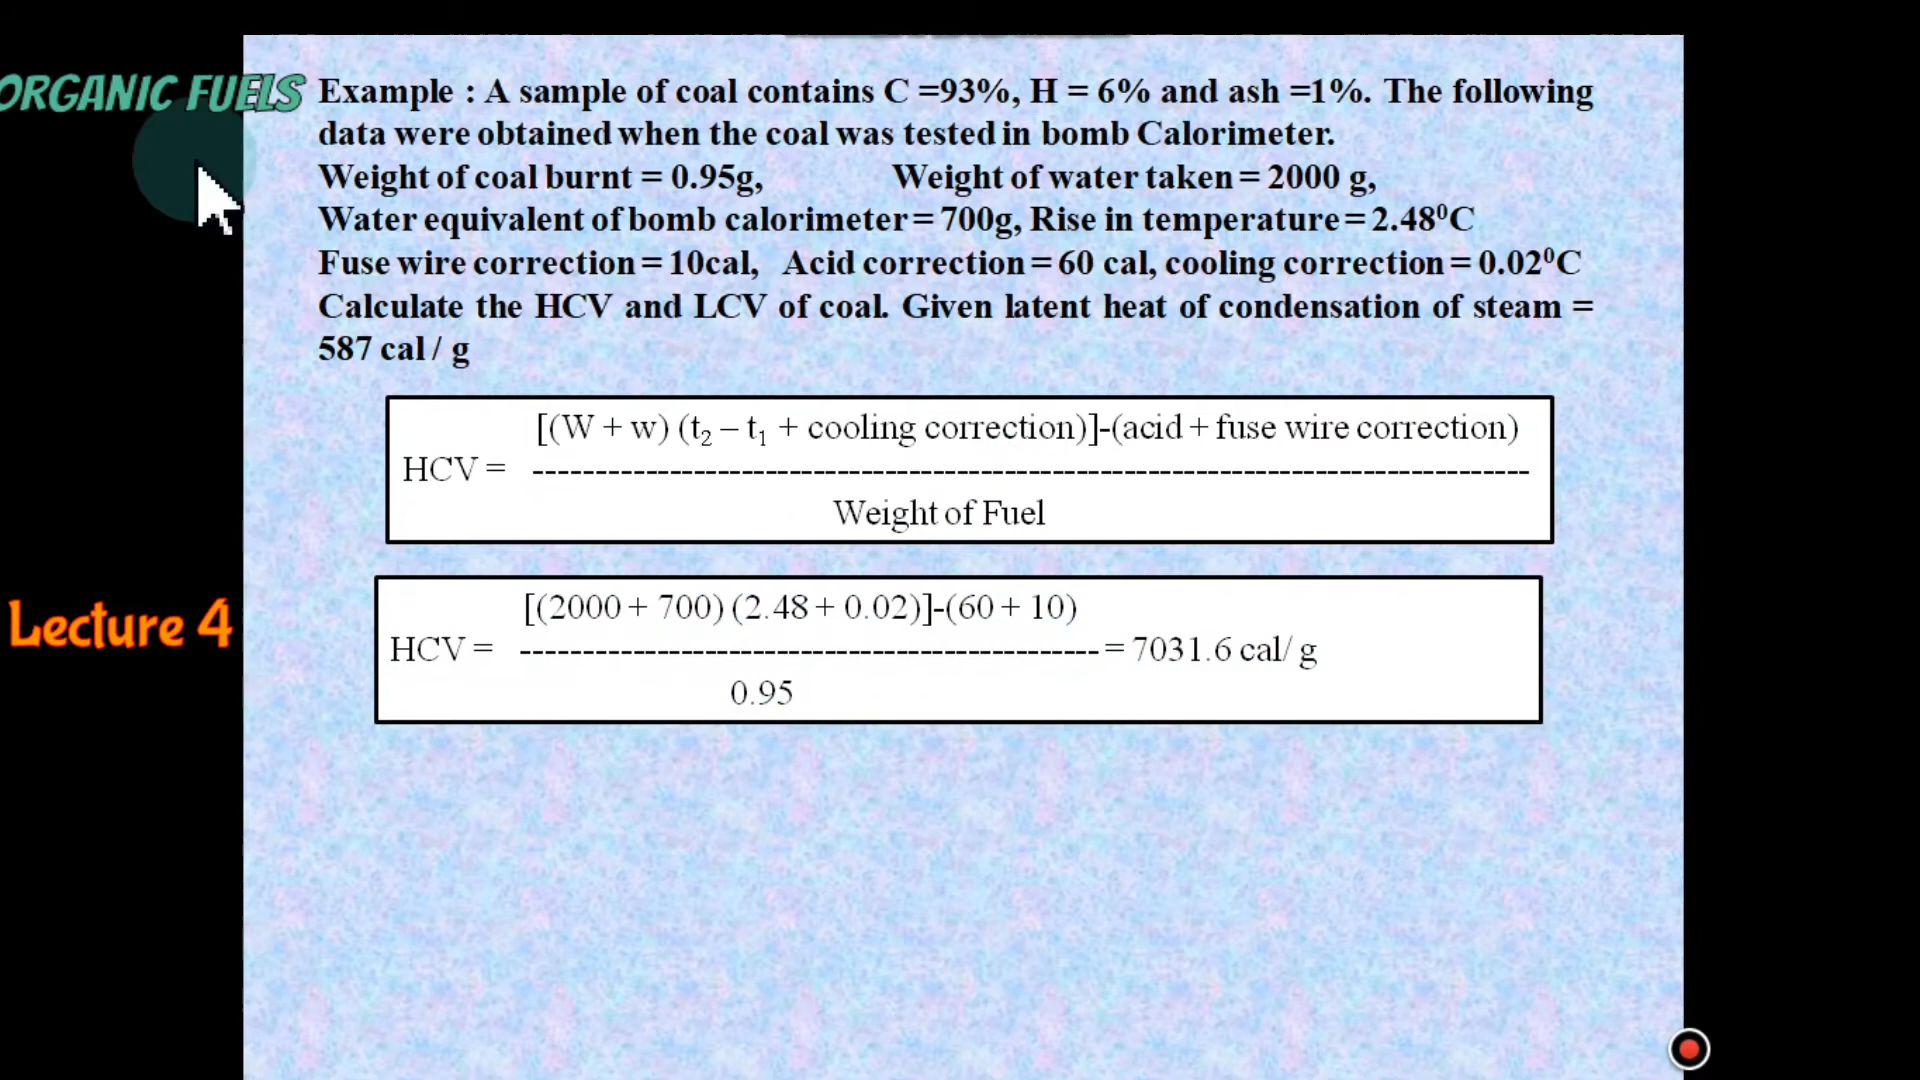 ORGANIC FUELS
Example : A sample of coal contains C =93%, H = 6% and ash =1%. The following
data were obtained when the coal was tested in bomb Calorimeter.
Weight of coal burnt = 0.95g, Weight of water taken = 2000 g,
Water equivalent of bomb calorimeter = 700g, Rise in temperature = 2.48⁰C
Fuse wire correction = 10cal, Acid correction = 60 cal, cooling correction = 0.02⁰C
Calculate the HCV and LCV of coal. Given latent heat of condensation of steam =
587 cal / g
[(W + w) (t₂ – t₁ + cooling correction)]-(acid + fuse wire correction)
HCV = --------------------------------------------------------------------------------
Weight of Fuel
[(2000 + 700) (2.48 + 0.02)]-(60 + 10)
HCV = ---------------------------------------------- = 7031.6 cal/ g
0.95
Lecture 4